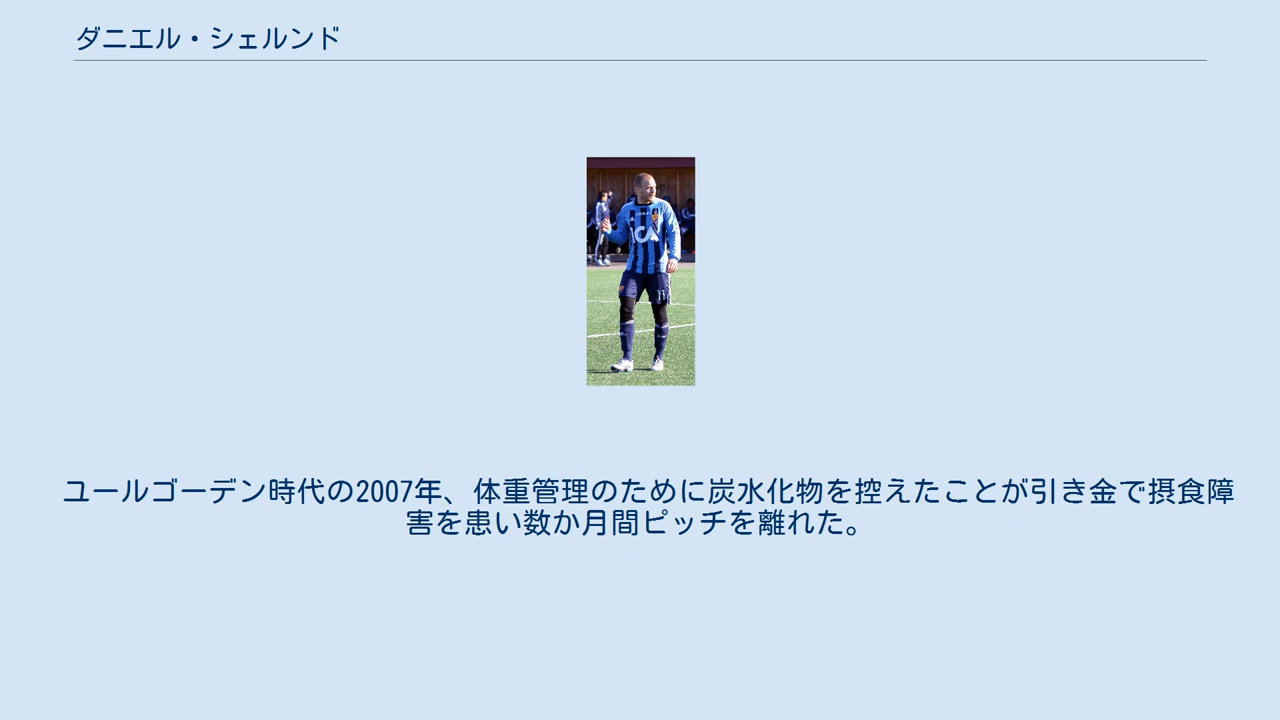 ダニエル・シェルンド
ユールゴーデン時代の2007年、体重管理のために炭水化物を控えたことが引き金で摂食障
害を患い数か月間ピッチを離れた。